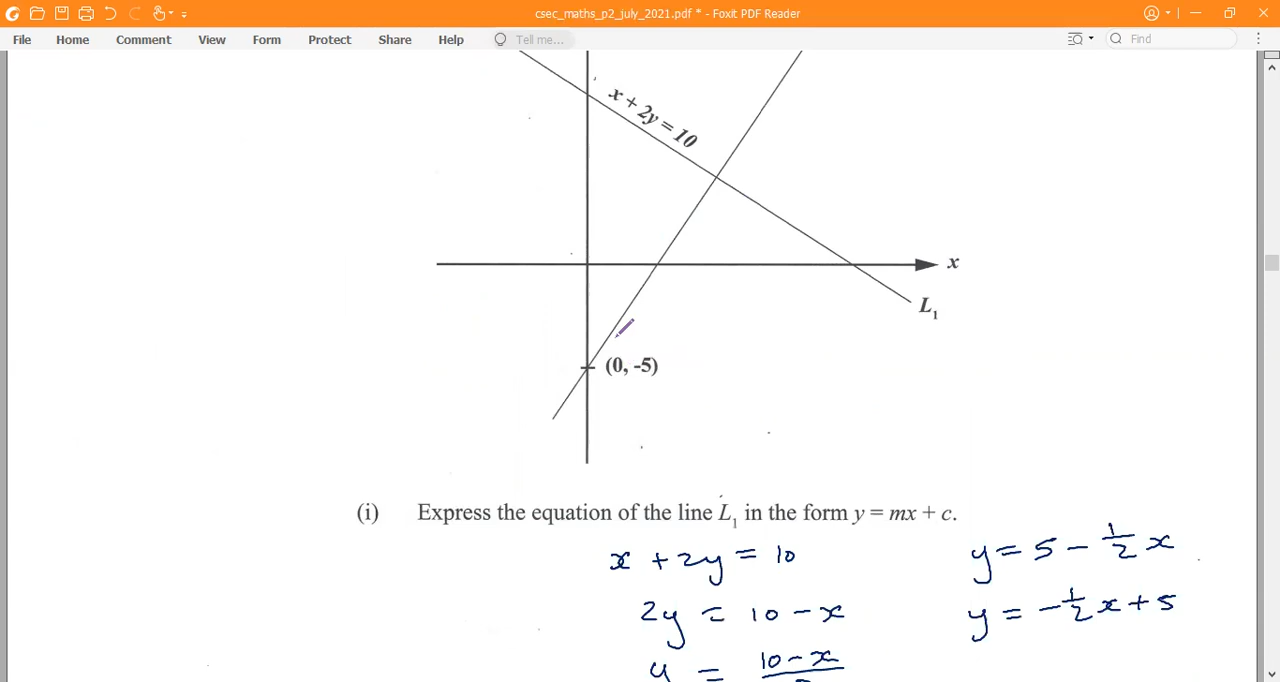 csec_maths_p2_july_2021.pdf * - Foxit PDF Reader
File Home Comment View Form Protect Share Help Tell me... Find
x + 2y = 10
x
L₁
(0, -5)
(i) Express the equation of the line L₁ in the form y = mx + c.
x + 2y = 10
2y = 10 - x
y = 10 - x
y = 5 - 1/2 x
y = -1/2 x + 5